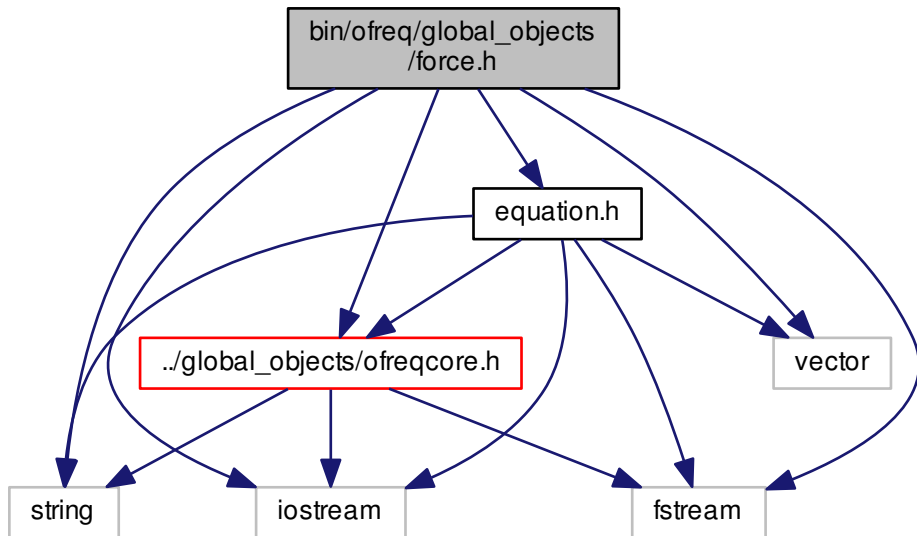 bin/ofreq/global_objects
/force.h
equation.h
../global_objects/ofreqcore.h
vector
string
iostream
fstream